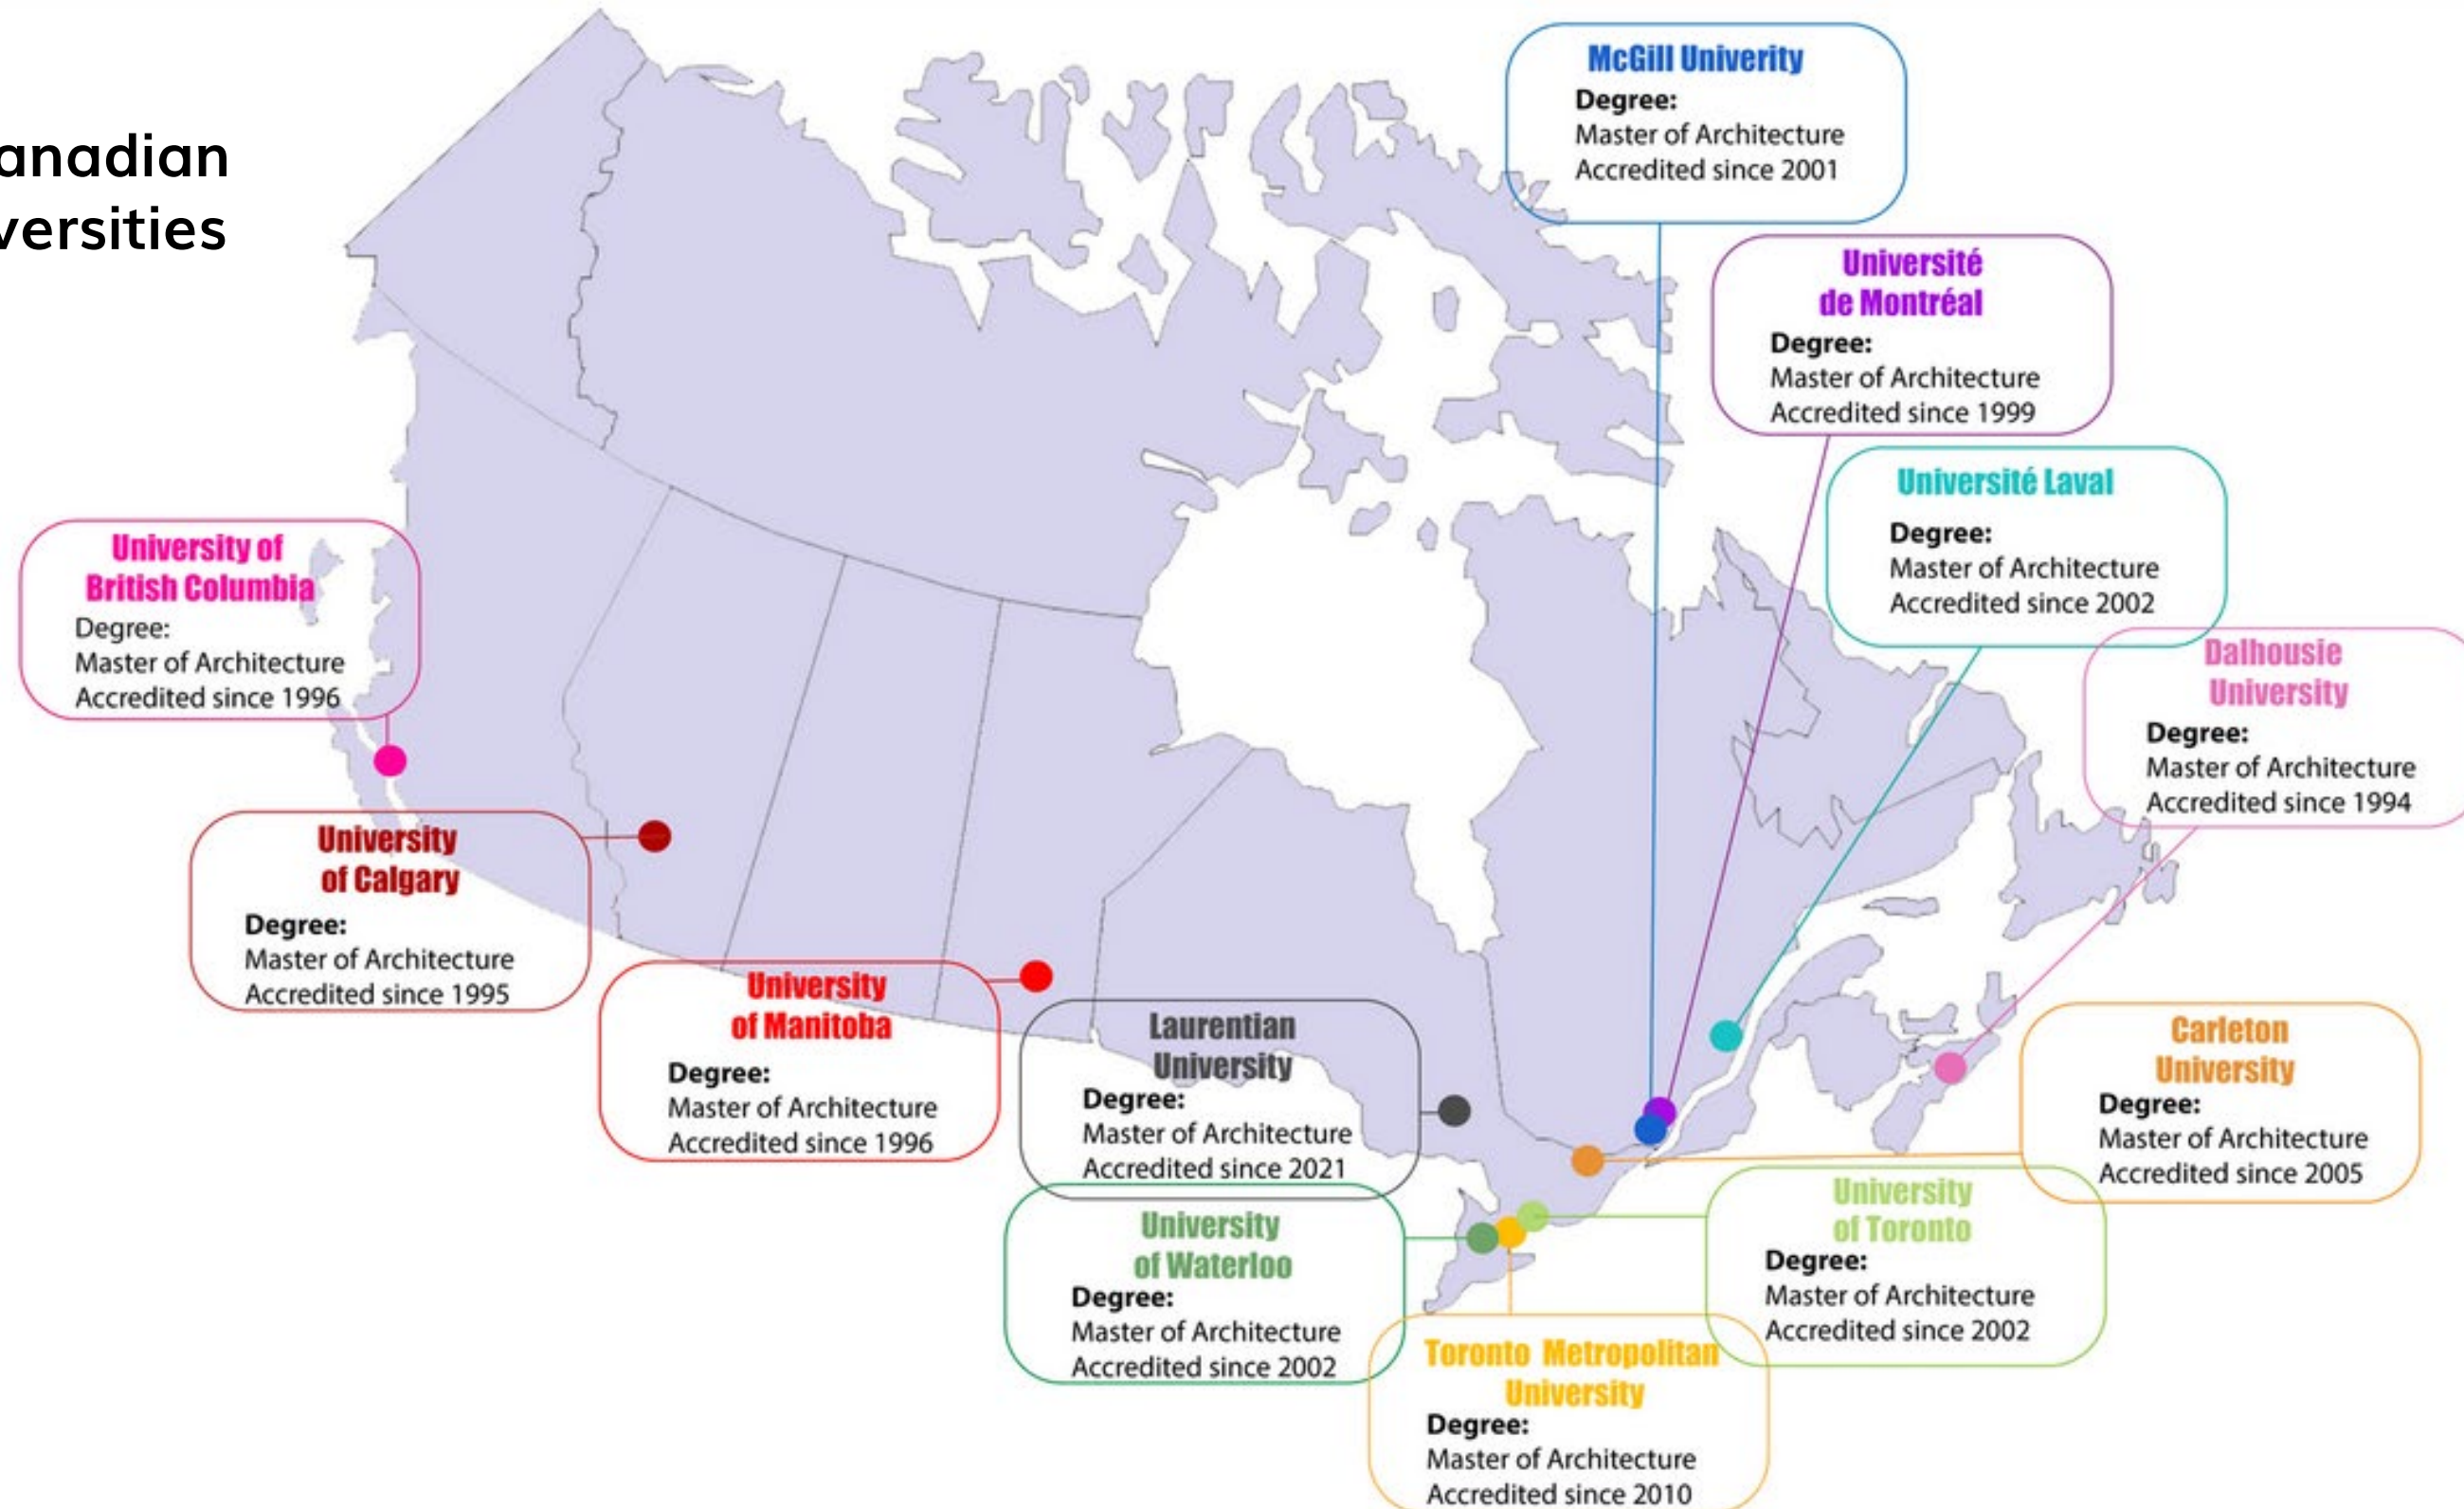 anadian
versities
McGill Univerity
Degree:
Master of Architecture
Accredited since 2001
Université
de Montréal
Degree:
Master of Architecture
Accredited since 1999
Université Laval
Degree:
Master of Architecture
Accredited since 2002
University of
British Columbia
Degree:
Master of Architecture
Accredited since 1996
Dalhousie
University
Degree:
Master of Architecture
Accredited since 1994
University
of Calgary
Degree:
Master of Architecture
Accredited since 1995
University
of Manitoba
Degree:
Master of Architecture
Accredited since 1996
Laurentian
University
Degree:
Master of Architecture
Accredited since 2021
Carleton
University
Degree:
Master of Architecture
Accredited since 2005
University
of Waterloo
Degree:
Master of Architecture
Accredited since 2002
University
of Toronto
Degree:
Master of Architecture
Accredited since 2002
Toronto Metropolitan
University
Degree:
Master of Architecture
Accredited since 2010